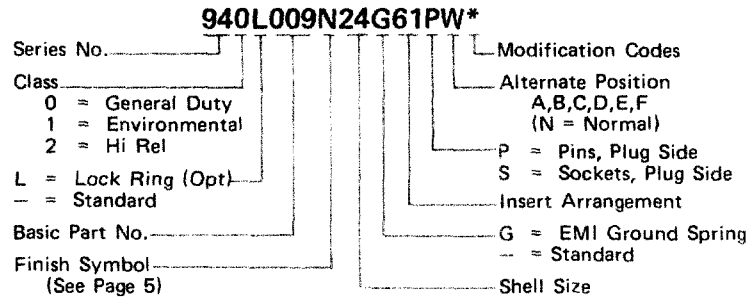 940L009N24G61PW*
Series No.
Class
0 = General Duty
1 = Environmental
2 = Hi Rel
L = Lock Ring (Opt)
— = Standard
Basic Part No.
Finish Symbol
(See Page 5)
Modification Codes
Alternate Position
A,B,C,D,E,F
(N = Normal)
P = Pins, Plug Side
S = Sockets, Plug Side
Insert Arrangement
G = EMI Ground Spring
— = Standard
Shell Size